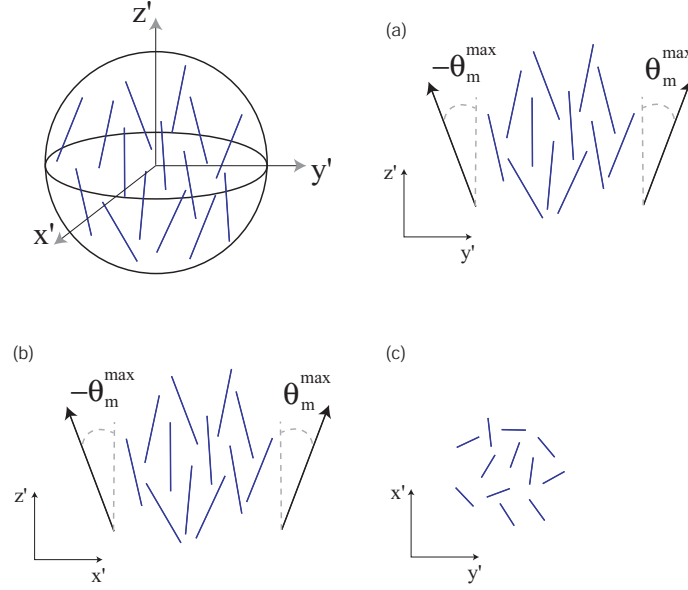 z'
y'
x'
(a)
−θ_m^max
θ_m^max
z'
y'
(b)
−θ_m^max
θ_m^max
z'
x'
(c)
x'
y'